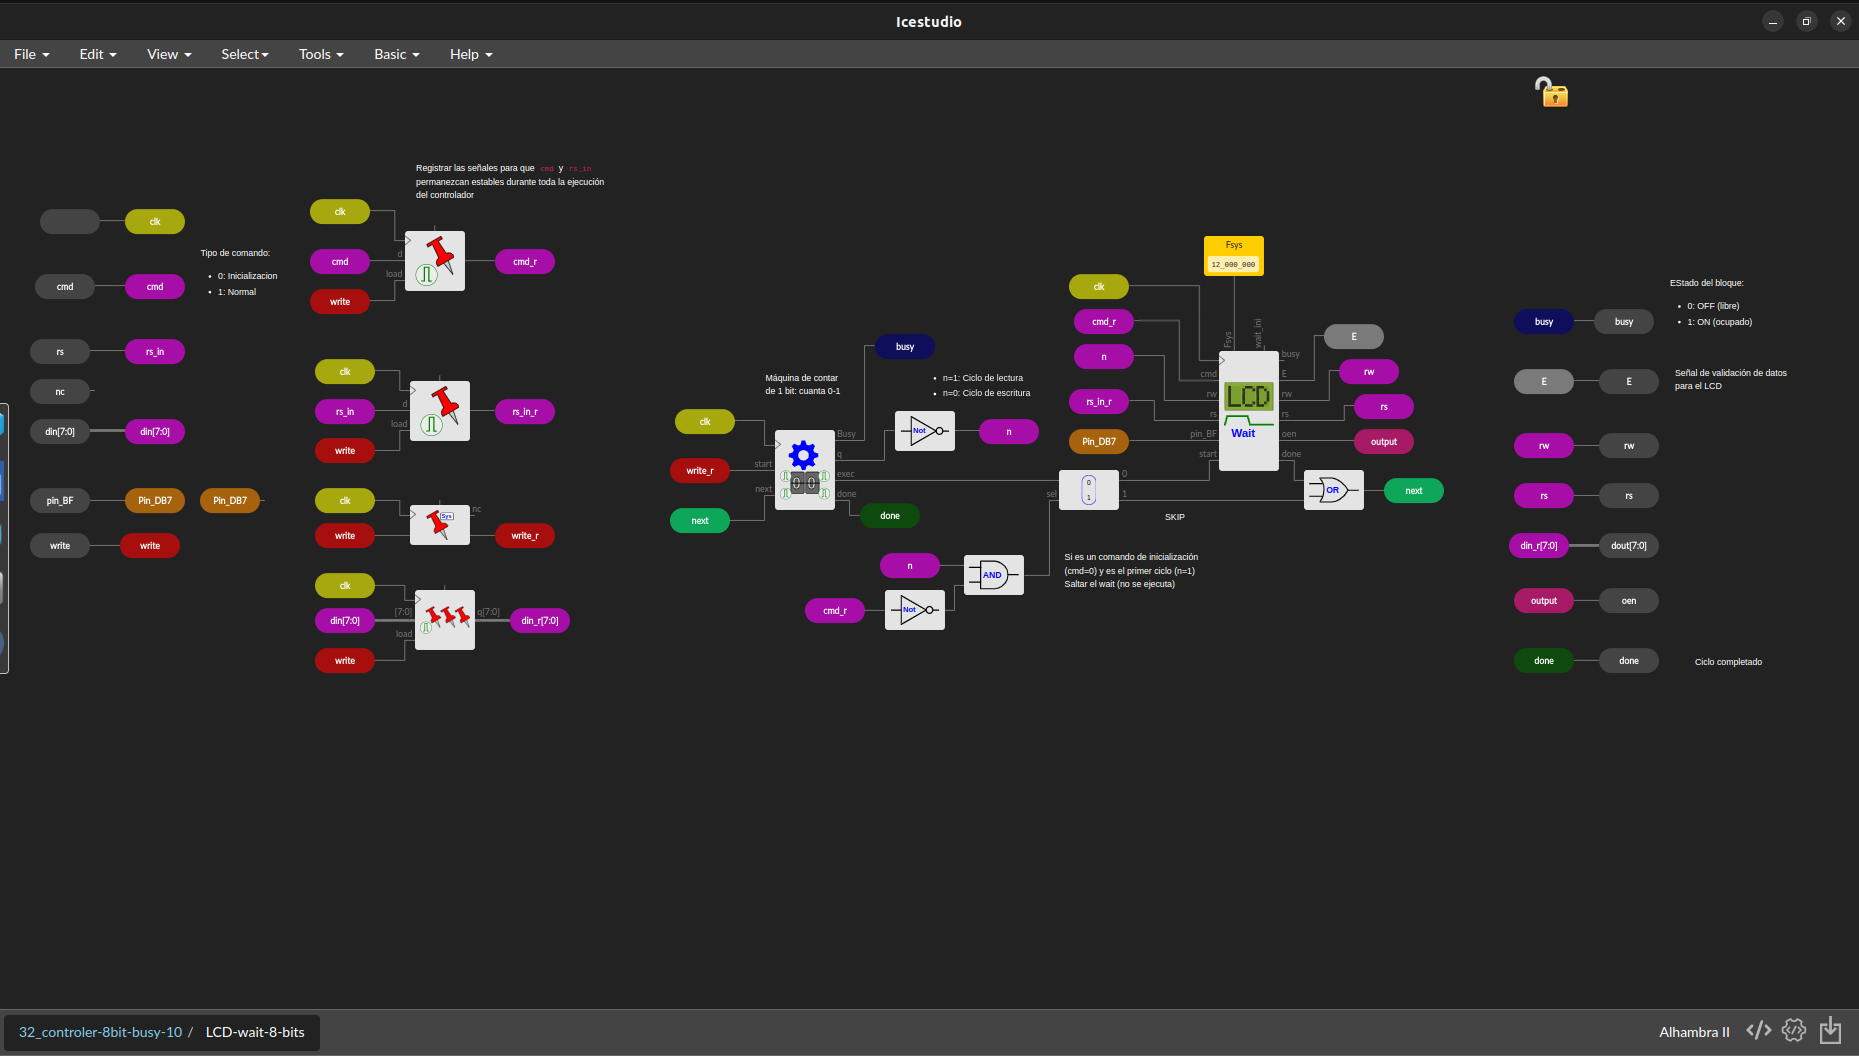 Icestudio
File
Edit
View
Select
Tools
Basic
Help
clk
cmd
cmd
Tipo de comando:
0: Inicializacion
1: Normal
rs
rs_in
nc
din[7:0]
din[7:0]
pin_BF
Pin_DB7
Pin_DB7
write
write
Registrar las señales para que cmd y rs_in
permanezcan estables durante toda la ejecución
del controlador
clk
cmd
d
load
write
cmd_r
clk
rs_in
d
load
write
rs_in_r
clk
Sys
nc
write
write_r
clk
[7:0]
q[7:0]
din[7:0]
load
din_r[7:0]
write
busy
Máquina de contar
de 1 bit: cuanta 0-1
n=1: Ciclo de lectura
n=0: Ciclo de escritura
clk
Busy
Not
n
q
write_r
start
exec
0 0
next
done
next
done
n
AND
cmd_r
Not
sel
0
1
0
1
SKIP
Si es un comando de inicialización
(cmd=0) y es el primer ciclo (n=1)
Saltar el wait (no se ejecuta)
Fsys
12_000_000
clk
cmd_r
n
rs_in_r
Pin_DB7
Fsys
wait_ini
busy
cmd
E
rw
LCD
rw
rs
rs
pin_BF
Wait
oen
start
done
E
rw
rs
output
OR
next
EStado del bloque:
0: OFF (libre)
1: ON (ocupado)
busy
busy
E
E
Señal de validación de datos
para el LCD
rw
rw
rs
rs
din_r[7:0]
dout[7:0]
output
oen
done
done
Ciclo completado
32_controler-8bit-busy-10 / LCD-wait-8-bits
Alhambra II